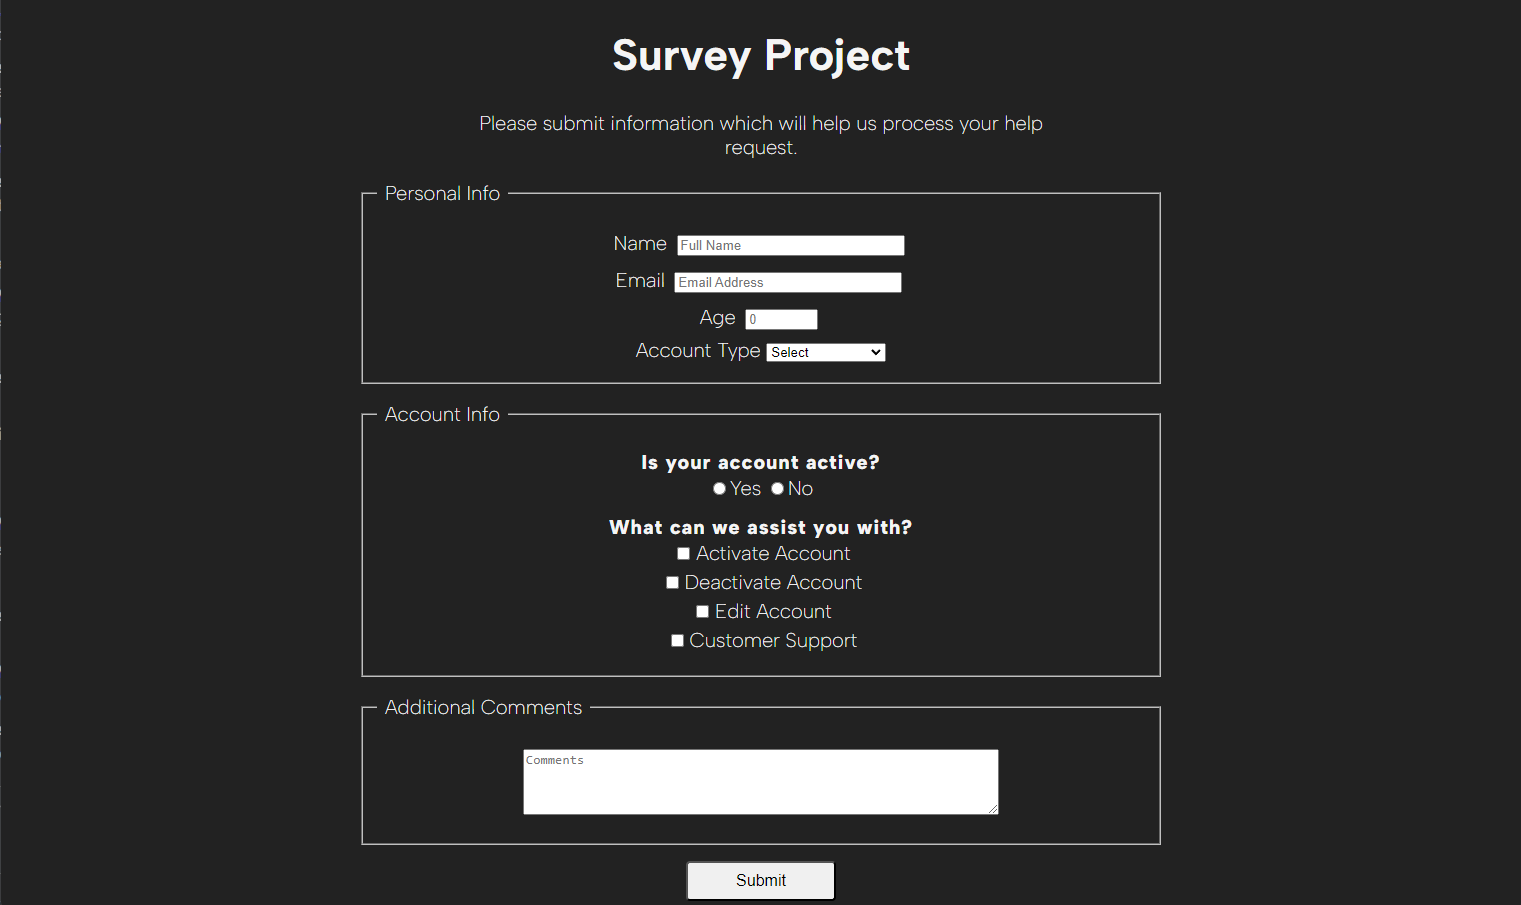 Survey Project
Please submit information which will help us process your help
request.
Personal Info
Name Full Name
Email Email Address
Age 0
Account Type Select
Account Info
Is your account active?
Yes No
What can we assist you with?
Activate Account
Deactivate Account
Edit Account
Customer Support
Additional Comments
Comments
Submit